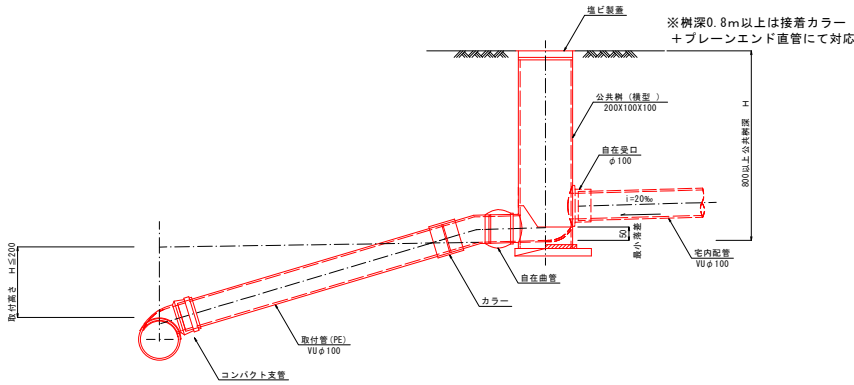 塩ビ製蓋
※桝深0.8m以上は接着カラー
+プレーンエンド直管にて対応
公共桝(横型 )
200X100X100
自在受口
φ100
800以上公共桝深 H
i=20‰
50
最小落差
宅内配管
VUφ100
自在曲管
カラー
取付高さ H≦200
取付管(PE)
VUφ100
コンパクト支管